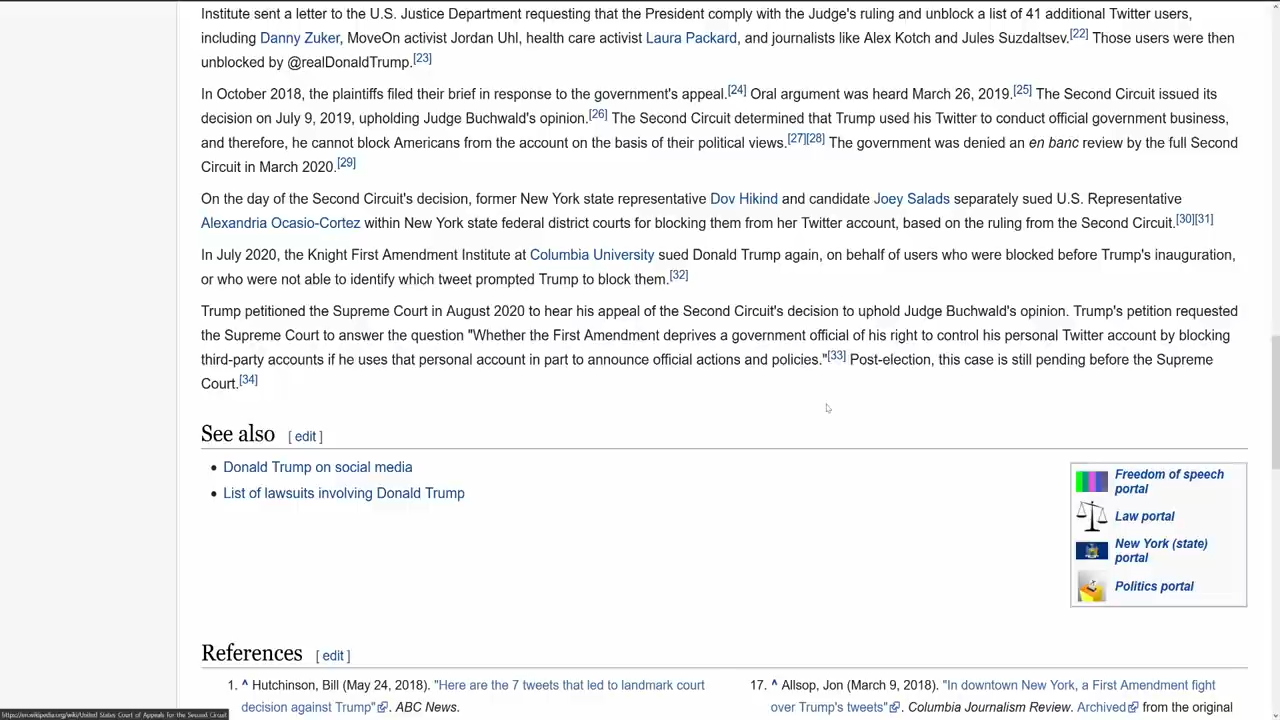 Institute sent a letter to the U.S. Justice Department requesting that the President comply with the Judge's ruling and unblock a list of 41 additional Twitter users,
including Danny Zuker, MoveOn activist Jordan Uhl, health care activist Laura Packard, and journalists like Alex Kotch and Jules Suzdaltsev.[22] Those users were then
unblocked by @realDonaldTrump.[23]
In October 2018, the plaintiffs filed their brief in response to the government's appeal.[24] Oral argument was heard March 26, 2019.[25] The Second Circuit issued its
decision on July 9, 2019, upholding Judge Buchwald's opinion.[26] The Second Circuit determined that Trump used his Twitter to conduct official government business,
and therefore, he cannot block Americans from the account on the basis of their political views.[27][28] The government was denied an en banc review by the full Second
Circuit in March 2020.[29]
On the day of the Second Circuit's decision, former New York state representative Dov Hikind and candidate Joey Salads separately sued U.S. Representative
Alexandria Ocasio-Cortez within New York state federal district courts for blocking them from her Twitter account, based on the ruling from the Second Circuit.[30][31]
In July 2020, the Knight First Amendment Institute at Columbia University sued Donald Trump again, on behalf of users who were blocked before Trump's inauguration,
or who were not able to identify which tweet prompted Trump to block them.[32]
Trump petitioned the Supreme Court in August 2020 to hear his appeal of the Second Circuit's decision to uphold Judge Buchwald's opinion. Trump's petition requested
the Supreme Court to answer the question "Whether the First Amendment deprives a government official of his right to control his personal Twitter account by blocking
third-party accounts if he uses that personal account in part to announce official actions and policies."[33] Post-election, this case is still pending before the Supreme
Court.[34]
See also [ edit ]
• Donald Trump on social media
• List of lawsuits involving Donald Trump
Freedom of speech
portal
Law portal
New York (state)
portal
Politics portal
References [ edit ]
1. ^ Hutchinson, Bill (May 24, 2018). "Here are the 7 tweets that led to landmark court
decision against Trump". ABC News.
17. ^ Allsop, Jon (March 9, 2018). "In downtown New York, a First Amendment fight
over Trump's tweets". Columbia Journalism Review. Archived from the original
https://en.wikipedia.org/wiki/United States Court of Appeals for the Second Circuit